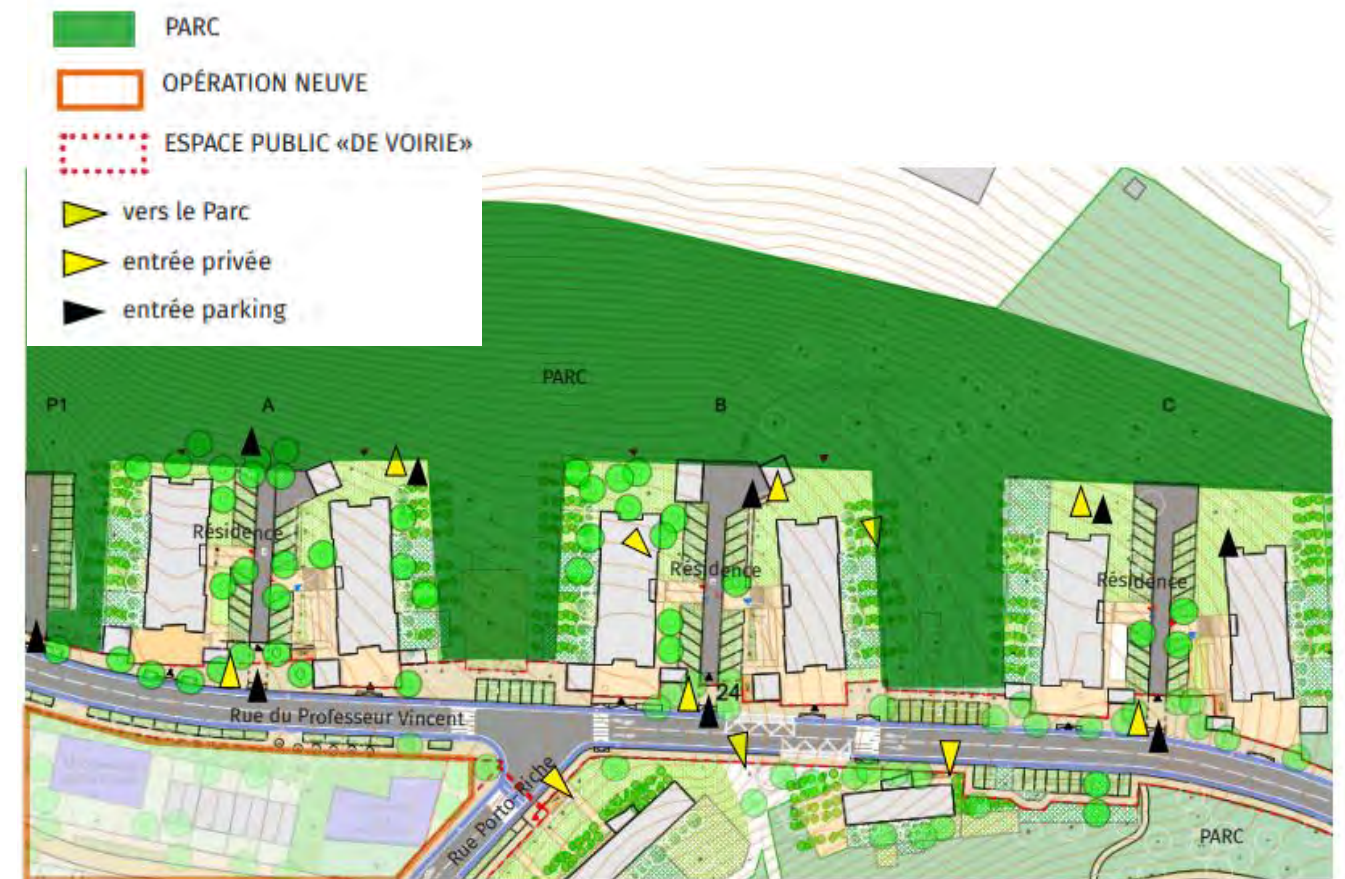 PARC
OPÉRATION NEUVE
ESPACE PUBLIC «DE VOIRIE»
vers le Parc
entrée privée
entrée parking
PARC
P1
A
B
C
Résidence
Résidence
Résidence
24
Rue du Professeur Vincent
Rue Porto-Riche
PARC